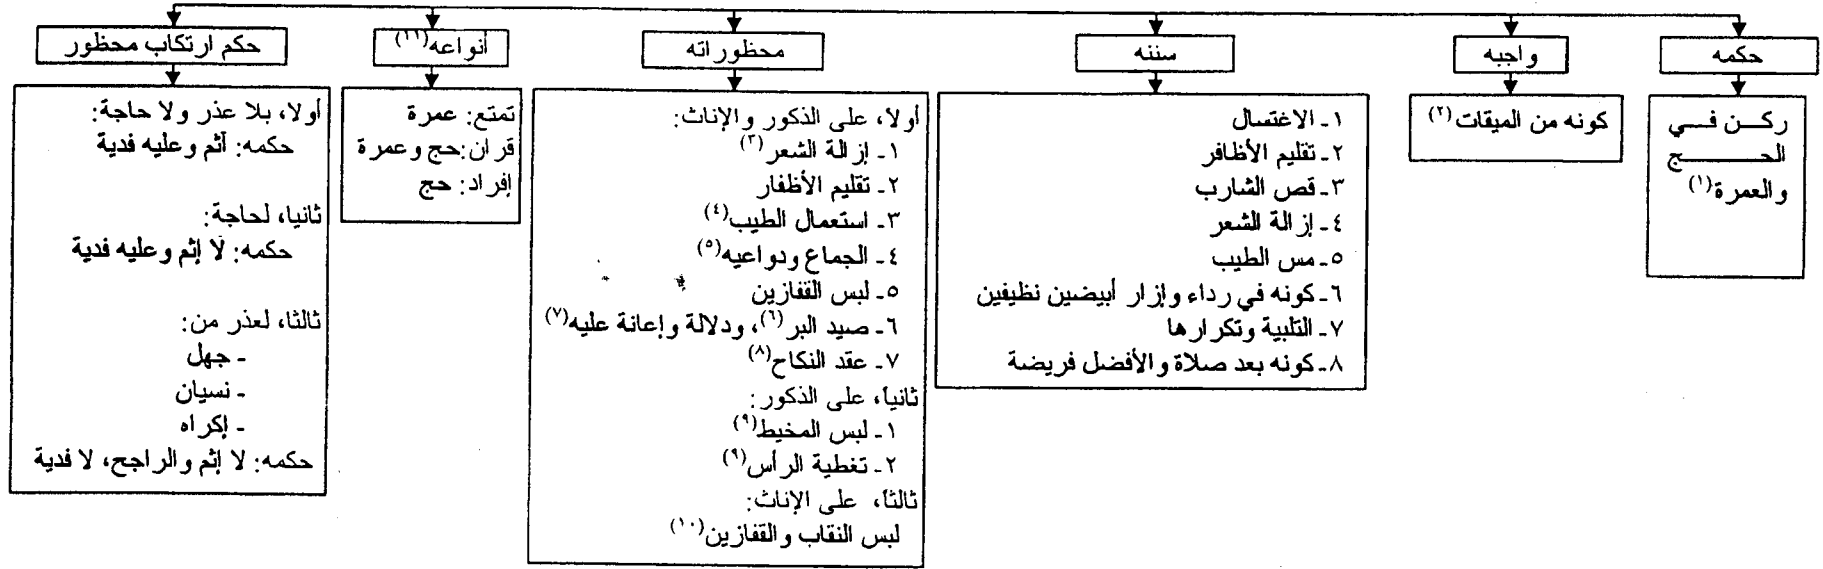 حكمه
ركن في
الحج
والعمرة(١)
واجبه
كونه من الميقات(٢)
سننه
١- الاغتسال
٢- تقليم الأظافر
٣- قص الشارب
٤- إزالة الشعر
٥- مس الطيب
٦- كونه في رداء وإزار أبيضين نظيفين
٧- التلبية وتكرارها
٨- كونه بعد صلاة والأفضل فريضة
محظوراته
أولا، على الذكور والإناث:
١- إزالة الشعر(٣)
٢- تقليم الأظفار
٣- استعمال الطيب(٤)
٤- الجماع ودواعيه(٥)
٥- لبس القفازين
٦- صيد البر(٦)، ودلالة وإعانة عليه(٧)
٧- عقد النكاح(٨)
ثانياً، على الذكور:
١- لبس المخيط(٩)
٢- تغطية الرأس(٩)
ثالثاً، على الإناث:
لبس النقاب والقفازين(١٠)
أنواعه(١١)
تمتع: عمرة
قران: حج وعمرة
إفراد: حج
حكم ارتكاب محظور
أولا، بلا عذر ولا حاجة:
حكمه: أثم وعليه فدية
ثانيا، لحاجة:
حكمه: لا إثم وعليه فدية
ثالثا، لعذر من:
- جهل
- نسيان
- إكراه
حكمه: لا إثم والراجح، لا فدية